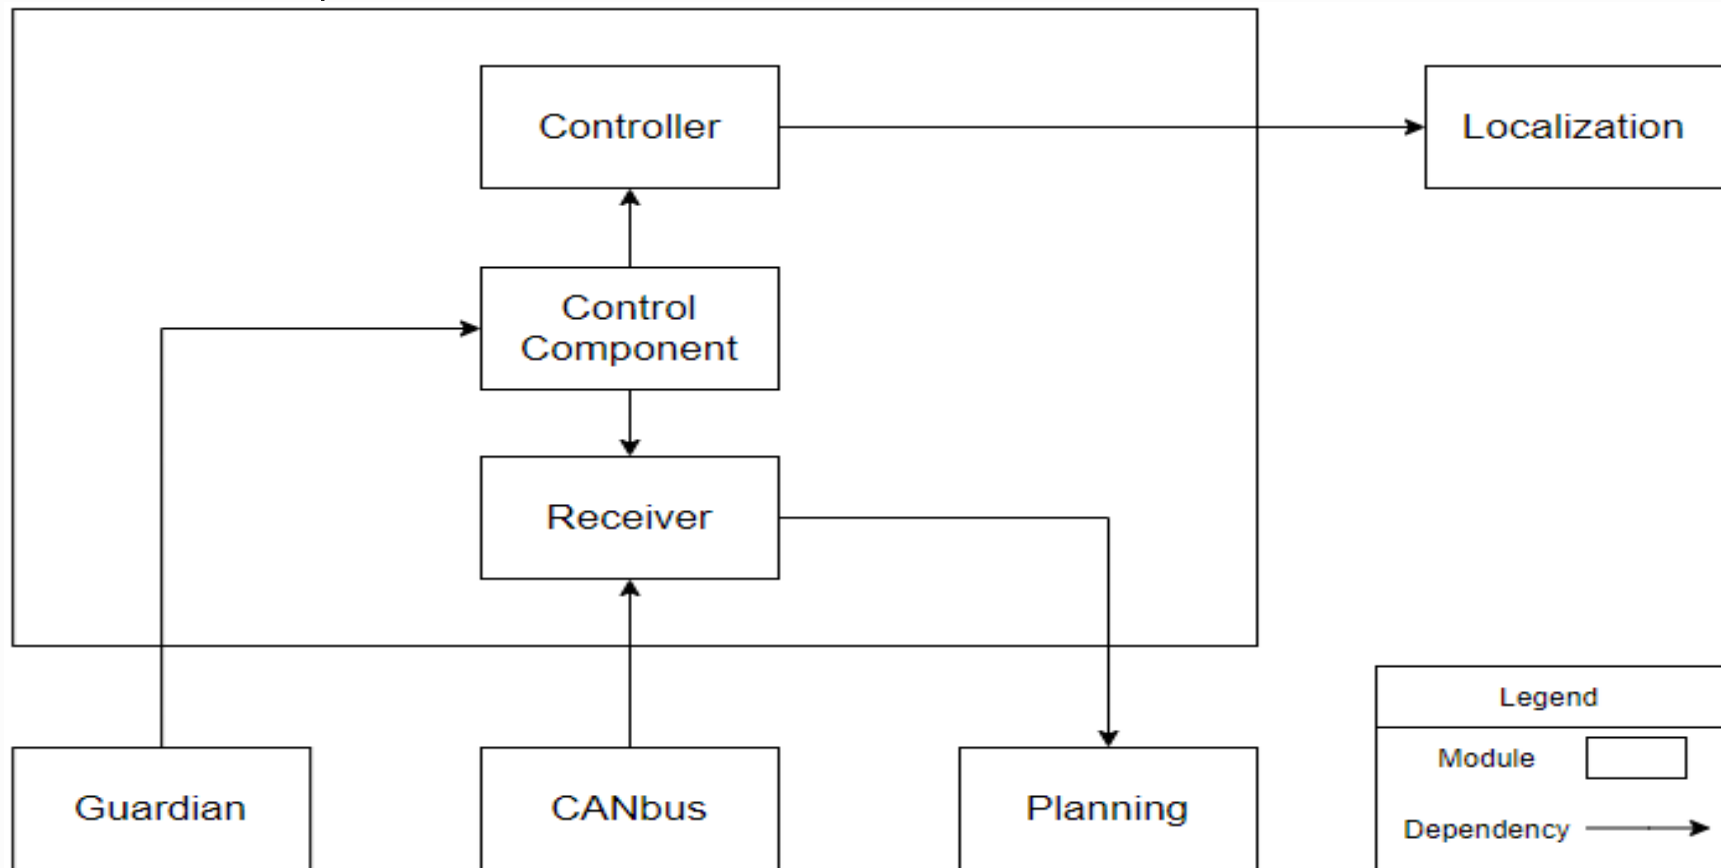 Controller
Localization
Control
Component
Receiver
Guardian
CANbus
Planning
Legend
Module
Dependency